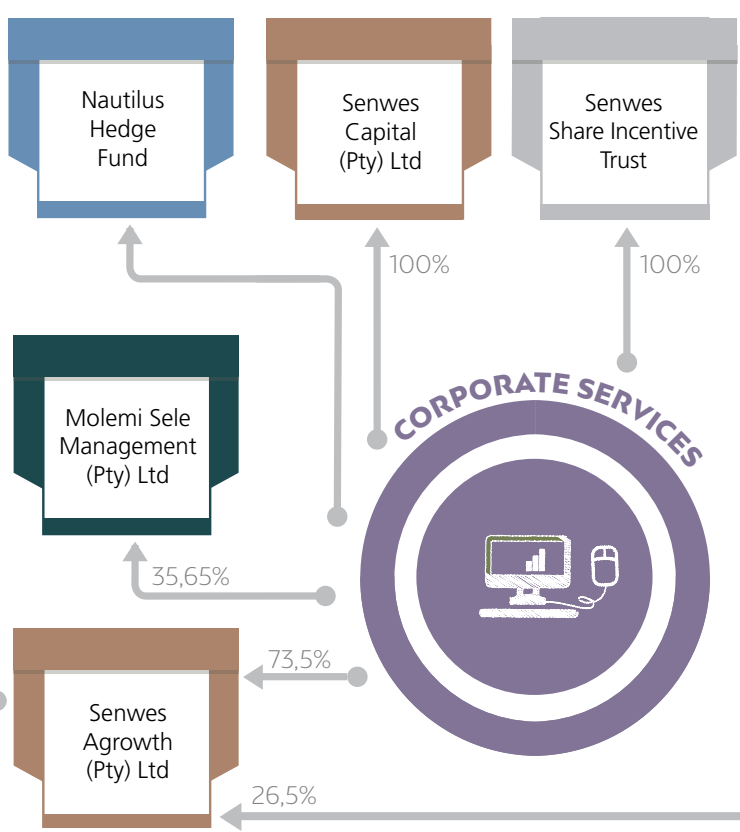 Nautilus
Hedge
Fund
Senwes
Capital
(Pty) Ltd
Senwes
Share Incentive
Trust
100%
100%
CORPORATE SERVICES
Molemi Sele
Management
(Pty) Ltd
35,65%
73,5%
Senwes
Agrowth
(Pty) Ltd
26,5%